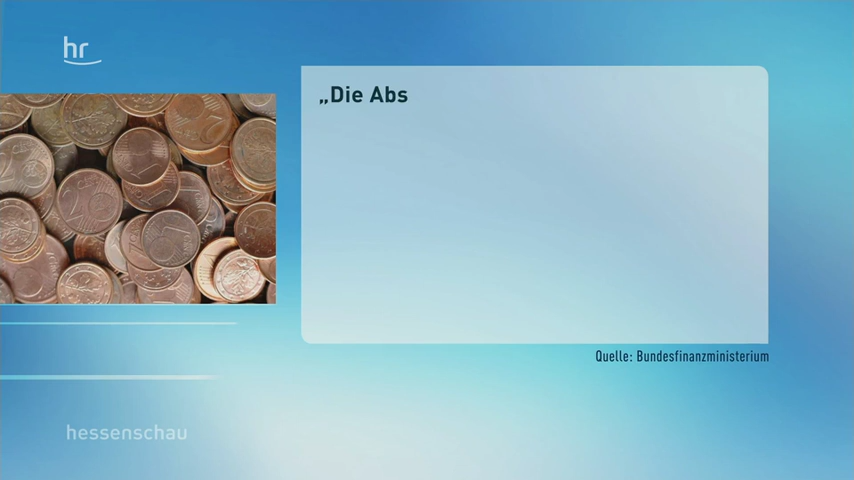 hr
„Die Abs
Quelle: Bundesfinanzministerium
hessenschau